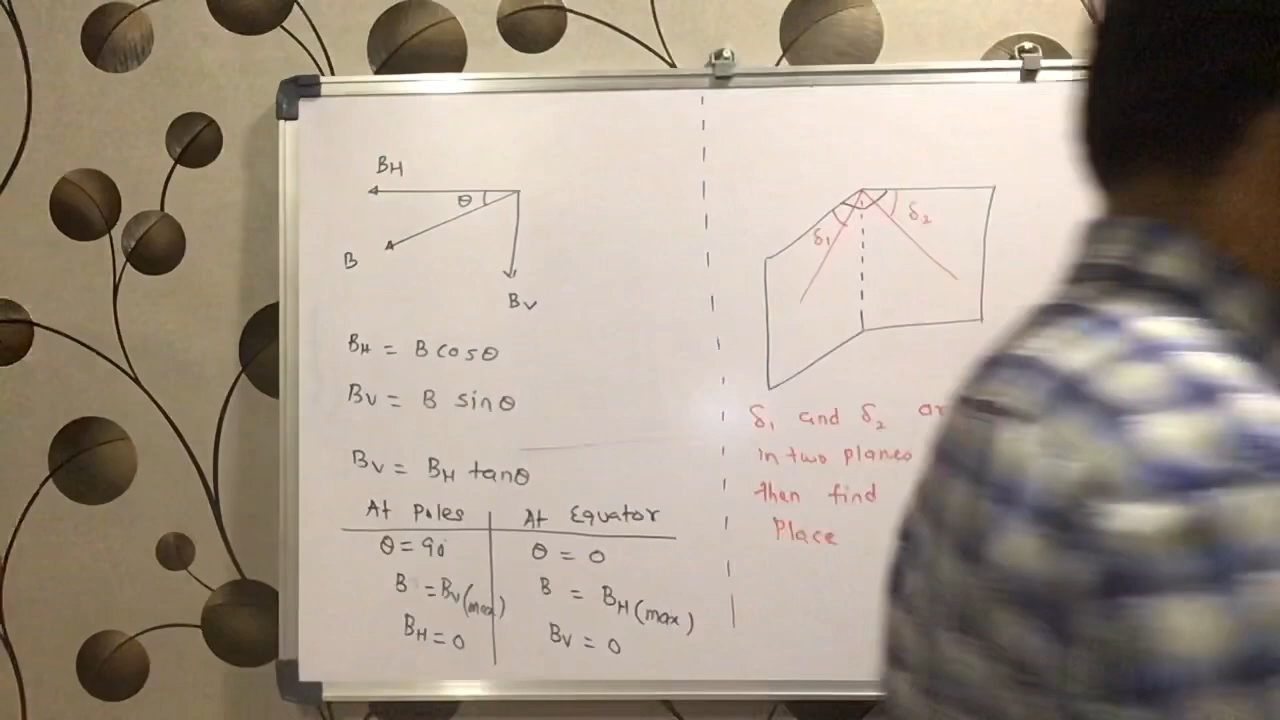 BH
θ
B
BV
BH = B cosθ
BV = B sinθ
BV = BH tanθ
At Poles
θ = 90°
B = BV(max)
BH = 0
At Equator
θ = 0
B = BH(max)
BV = 0
δ1
δ2
δ1 and δ2
in two planes
then find
Place